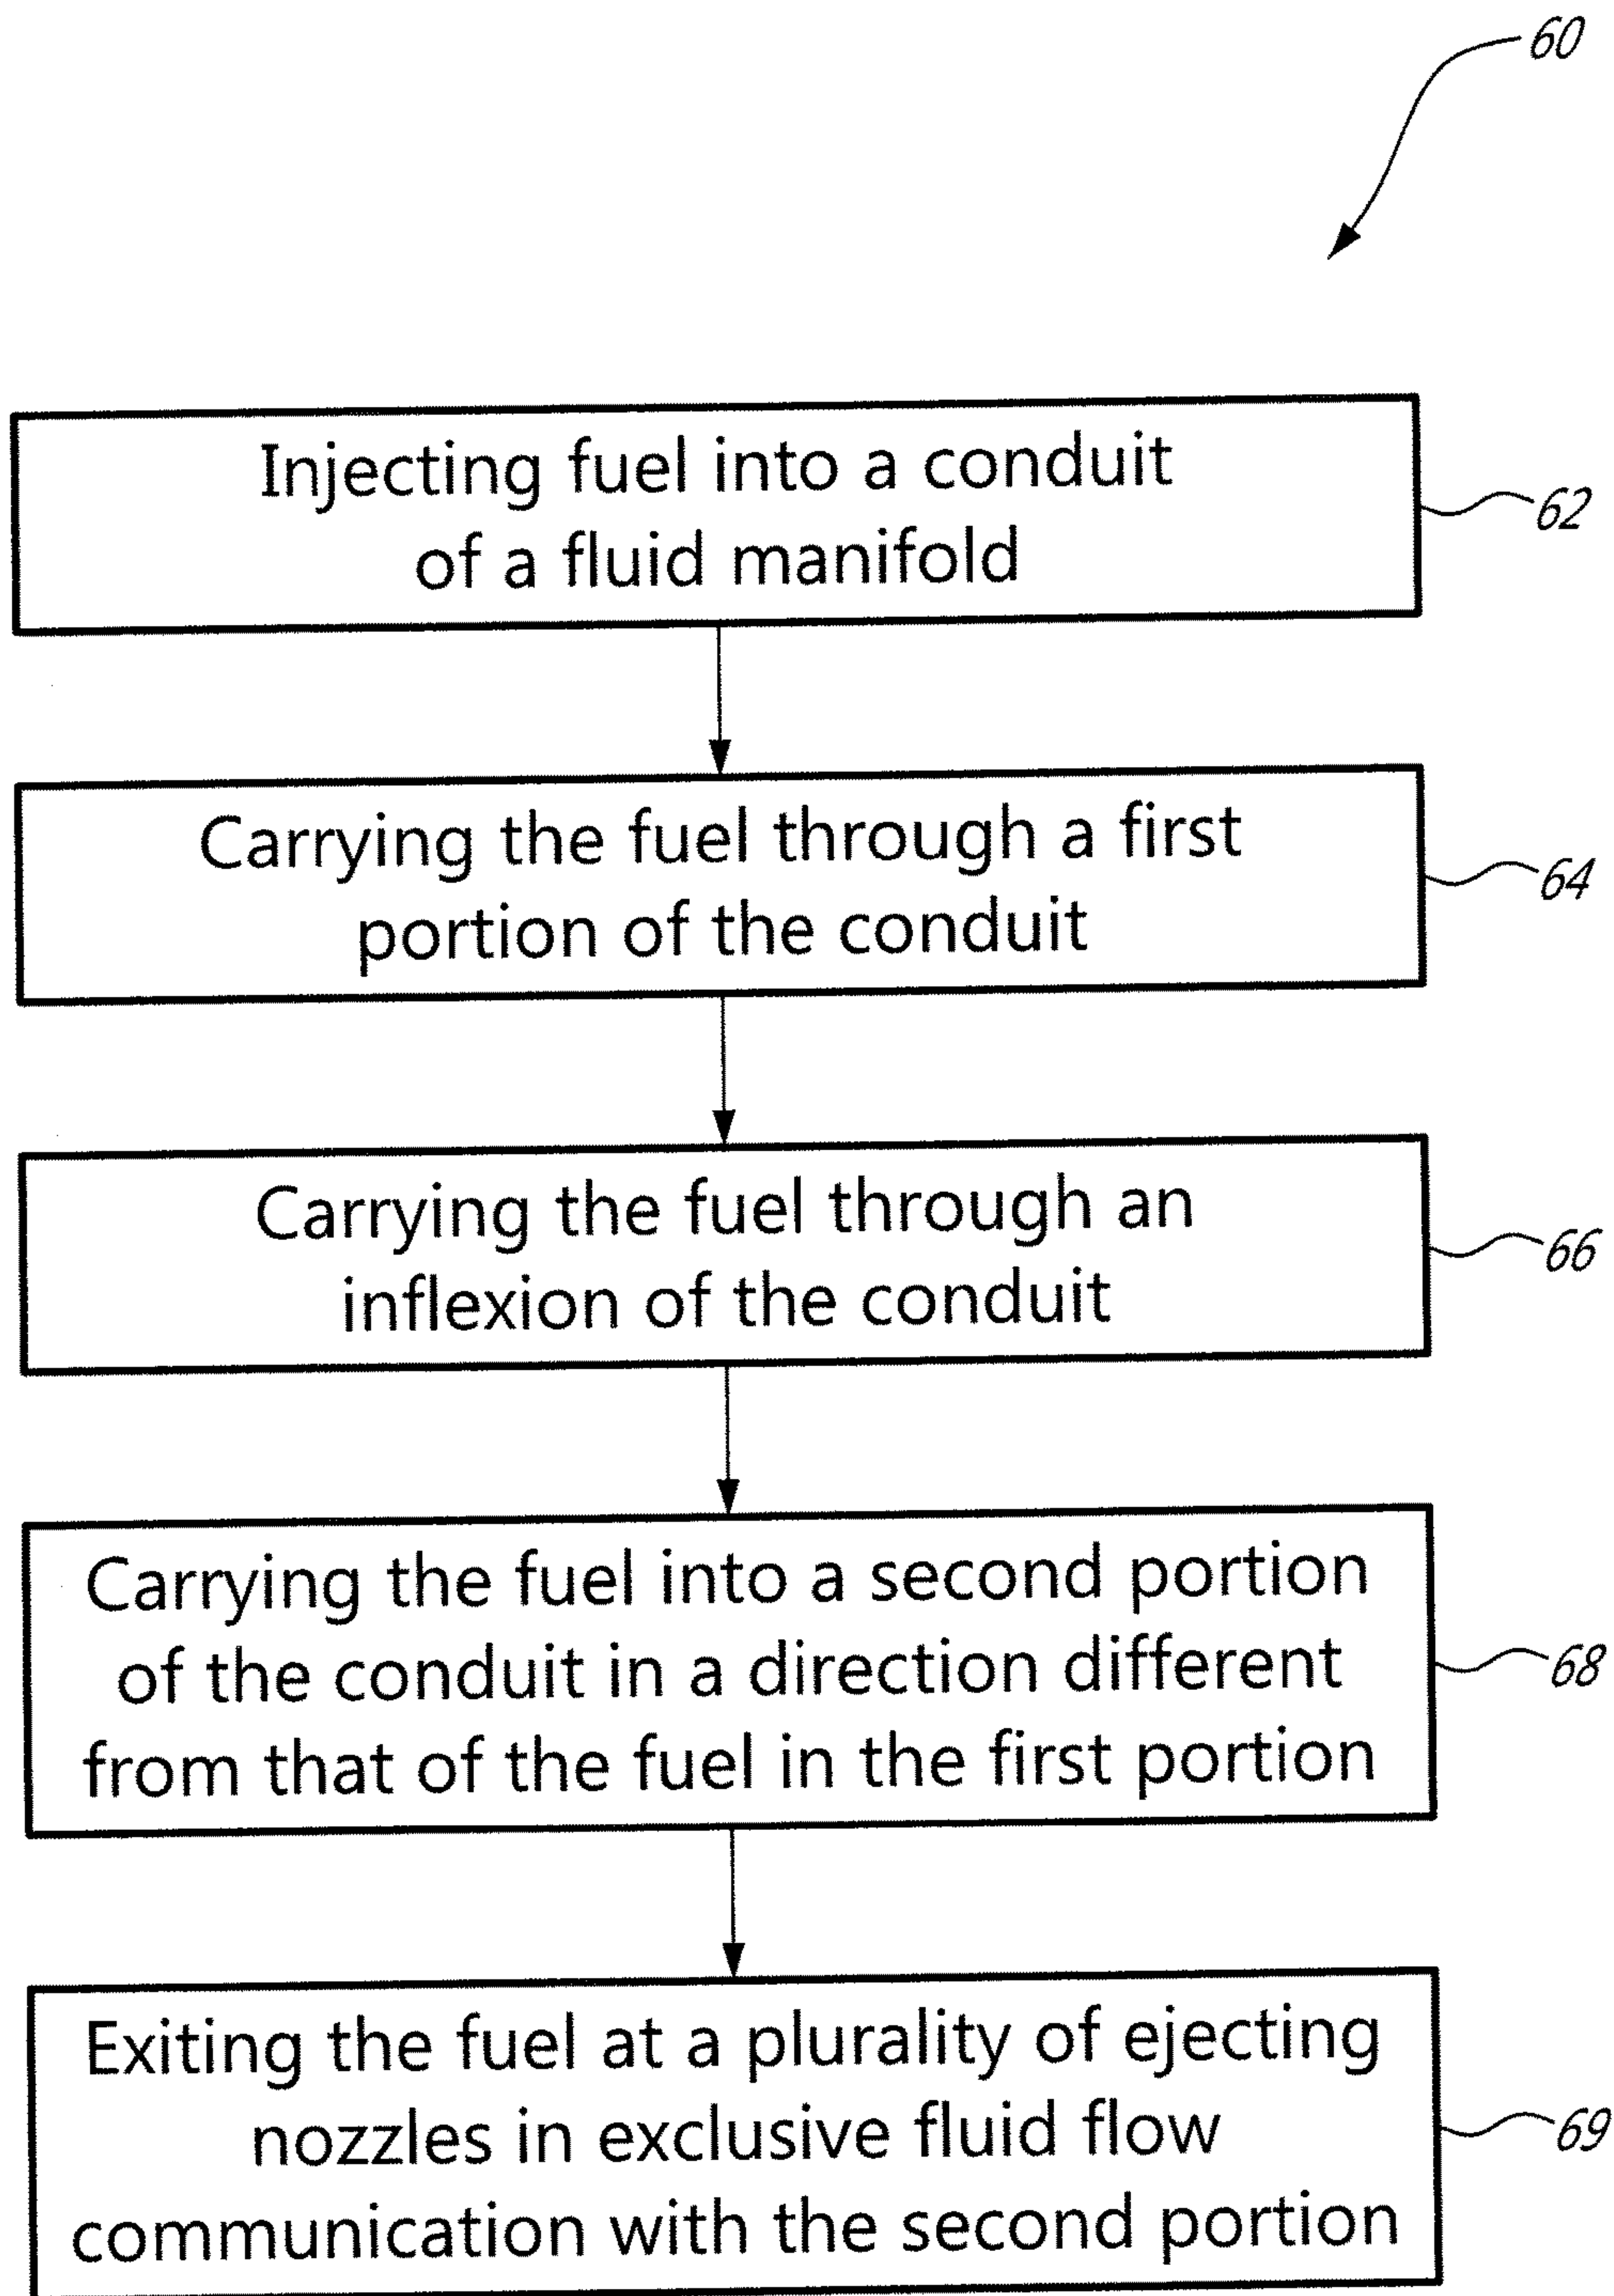 60
Injecting fuel into a conduit
of a fluid manifold
62
Carrying the fuel through a first
portion of the conduit
64
Carrying the fuel through an
inflexion of the conduit
66
Carrying the fuel into a second portion
of the conduit in a direction different
from that of the fuel in the first portion
68
Exiting the fuel at a plurality of ejecting
nozzles in exclusive fluid flow
communication with the second portion
69